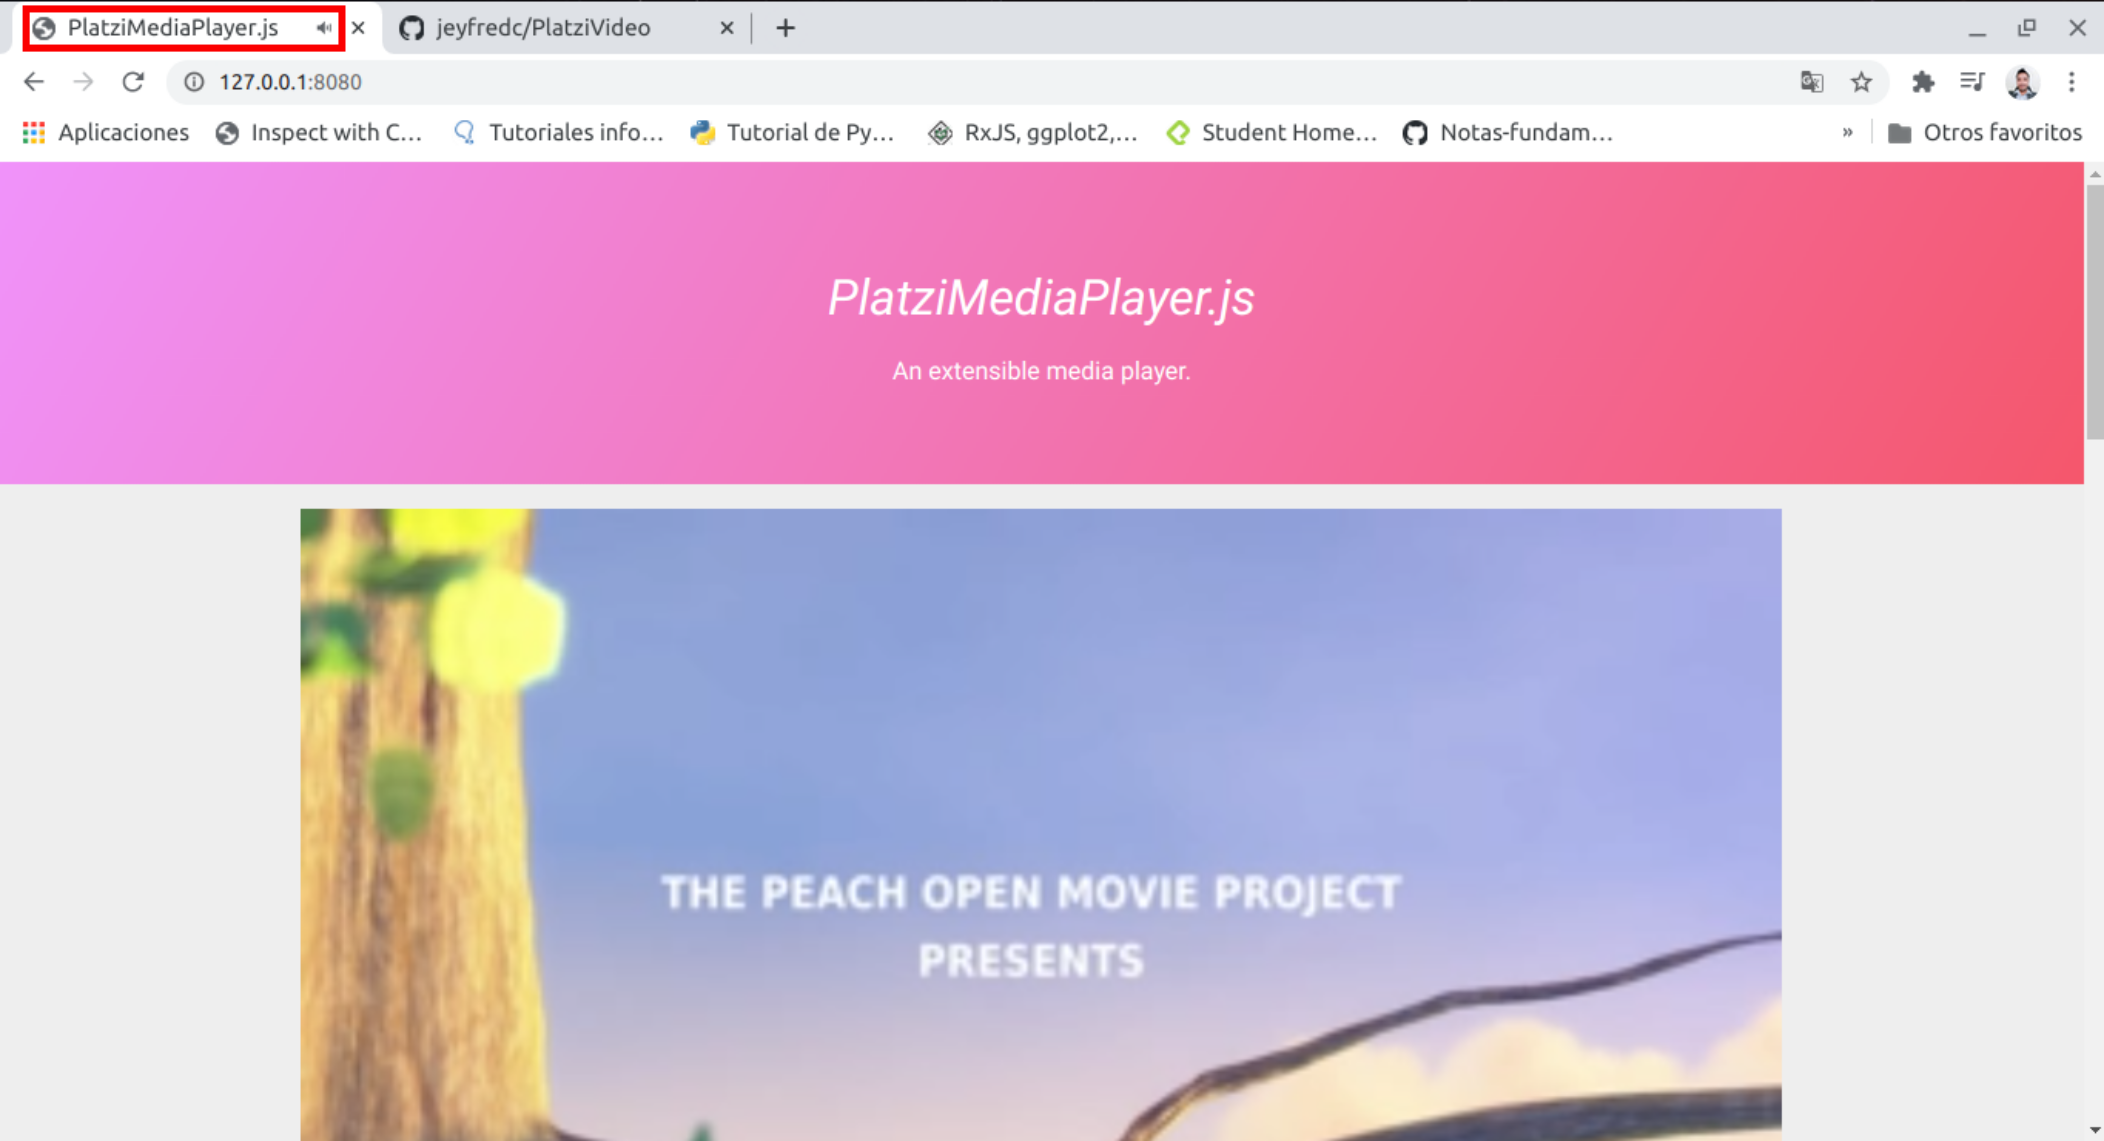 PlatziMediaPlayer.js
jeyfredc/PlatziVideo
127.0.0.1:8080
Aplicaciones Inspect with C... Tutoriales info... Tutorial de Py... RxJS, ggplot2,... Student Home... Notas-fundam... » Otros favoritos
PlatziMediaPlayer.js
An extensible media player.
THE PEACH OPEN MOVIE PROJECT
PRESENTS